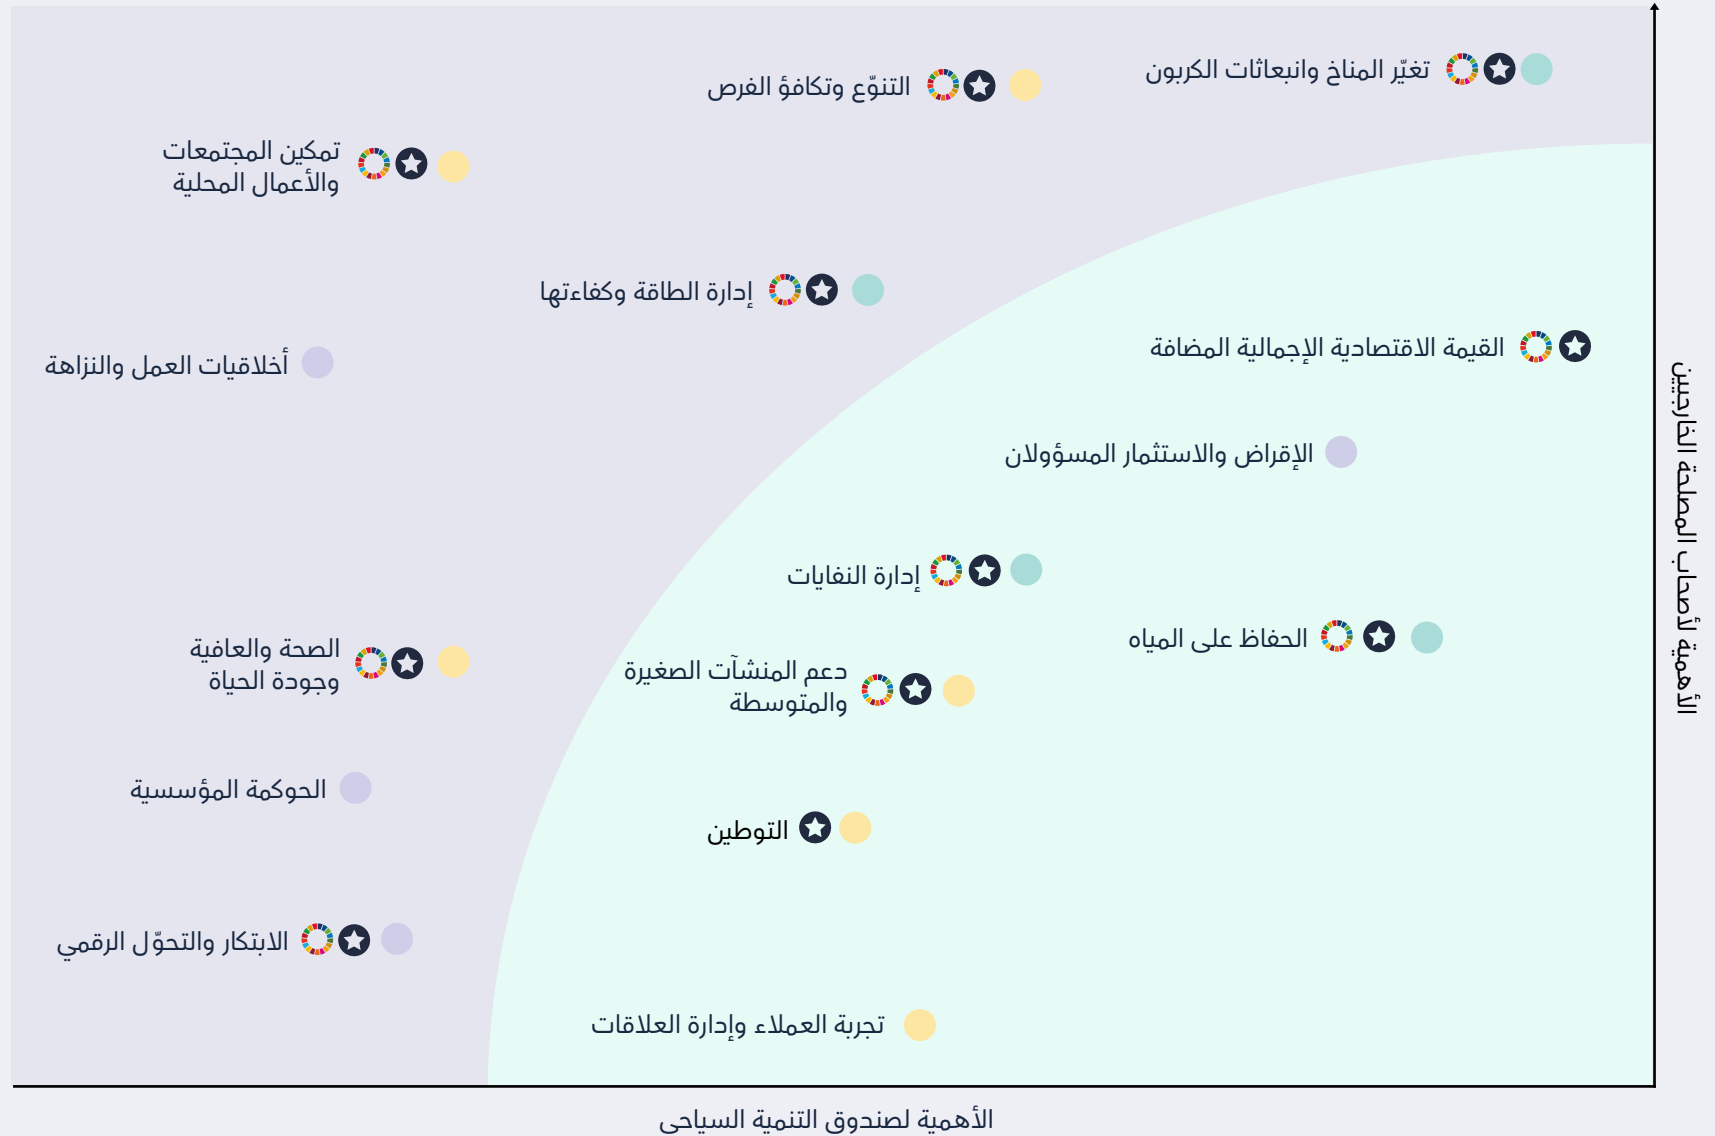 تغيّر المناخ وانبعاثات الكربون
التنوّع وتكافؤ الفرص
تمكين المجتمعات
والأعمال المحلية
إدارة الطاقة وكفاءتها
القيمة الاقتصادية الإجمالية المضافة
أخلاقيات العمل والنزاهة
الإقراض والاستثمار المسؤولان
إدارة النفايات
الحفاظ على المياه
الصحة والعافية
وجودة الحياة
دعم المنشآت الصغيرة
والمتوسطة
الحوكمة المؤسسية
التوطين
الابتكار والتحوّل الرقمي
تجربة العملاء وإدارة العلاقات
الأهمية لأصحاب المصلحة الخارجيين
الأهمية لصندوق التنمية السياحي